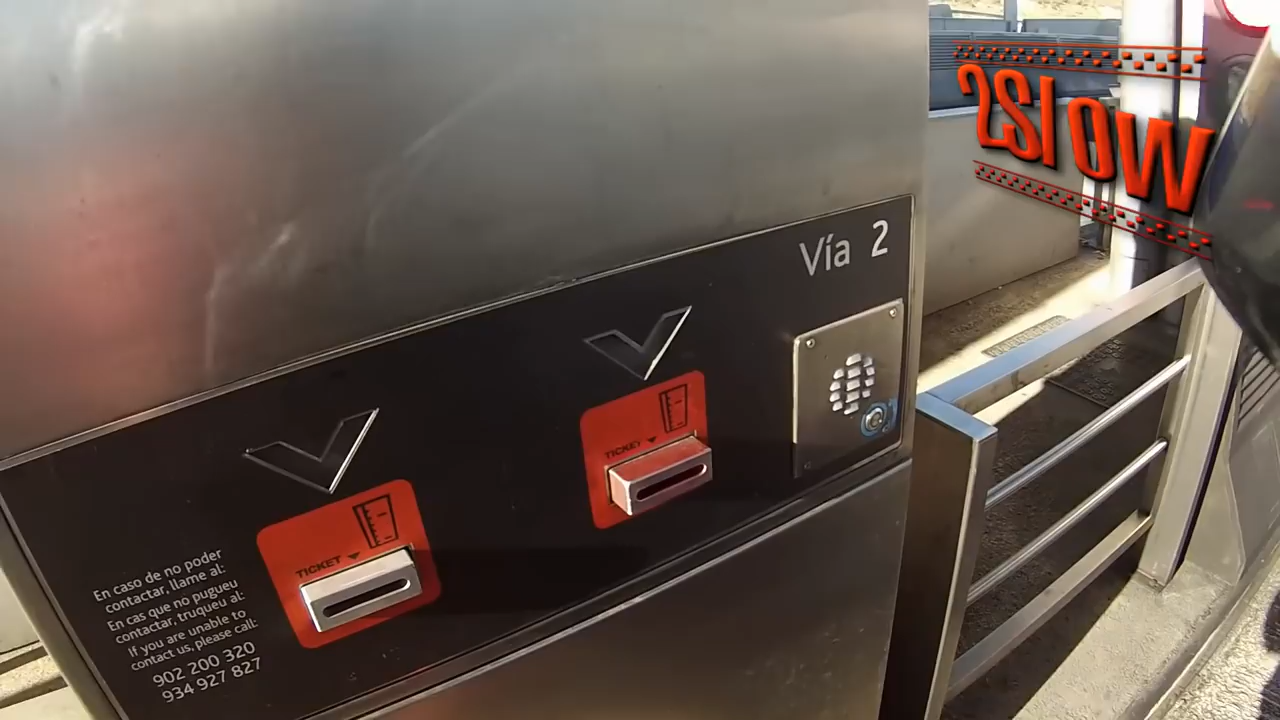 2Slow
Vía 2
TICKET
TICKET
En caso de no poder
contactar, llame al:
En cas que no pugueu
contactar, truqueu al:
If you are unable to
contact us, please call:
902 200 320
934 927 827